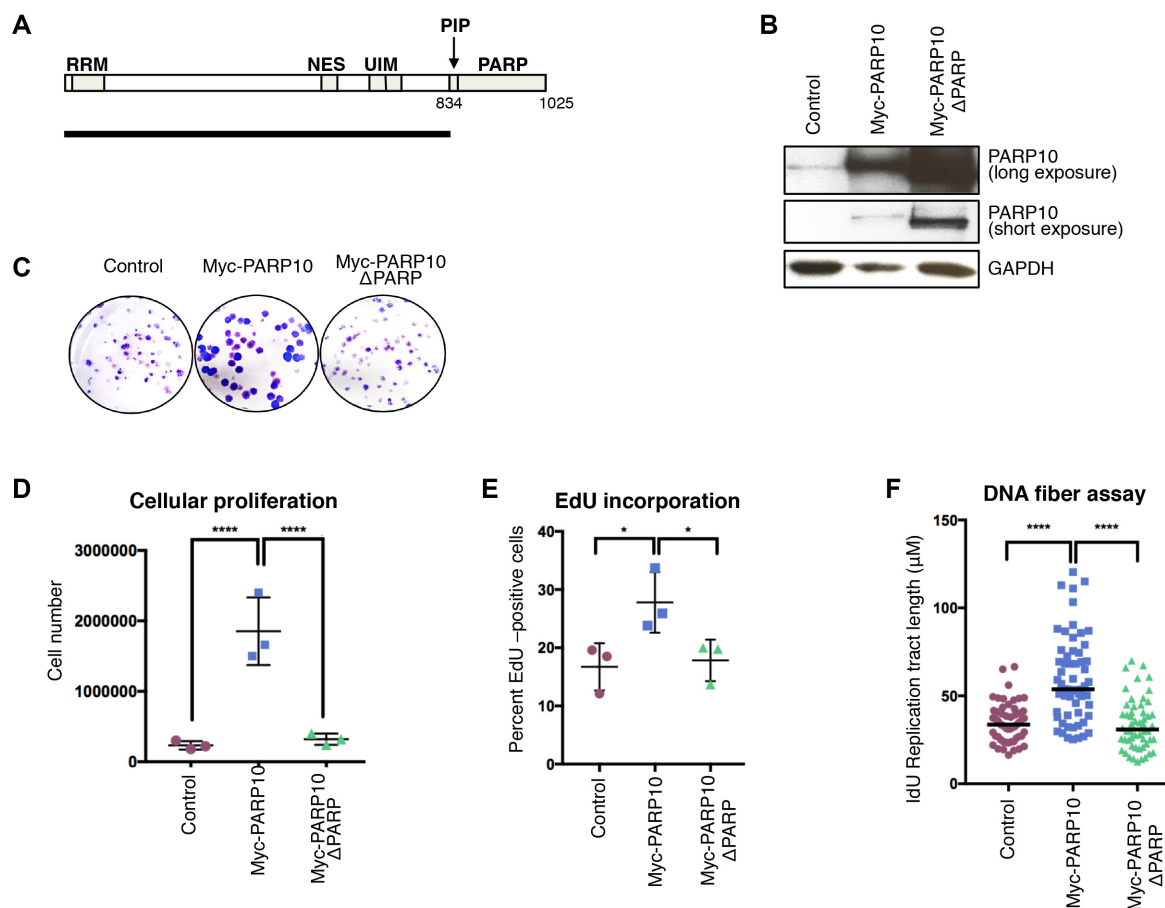 A
PIP
RRM
NES
UIM
PARP
834
1025
B
Control
Myc-PARP10
Myc-PARP10
ΔPARP
PARP10
(long exposure)
PARP10
(short exposure)
GAPDH
C
Control
Myc-PARP10
Myc-PARP10
ΔPARP
D
Cellular proliferation
****
****
3000000
2000000
1000000
0
Cell number
Control
Myc-PARP10
Myc-PARP10
ΔPARP
E
EdU incorporation
*
*
40
30
20
10
0
Percent EdU –positive cells
Control
Myc-PARP10
Myc-PARP10
ΔPARP
F
DNA fiber assay
****
****
150
100
50
0
IdU Replication tract length (µM)
Control
Myc-PARP10
Myc-PARP10
ΔPARP